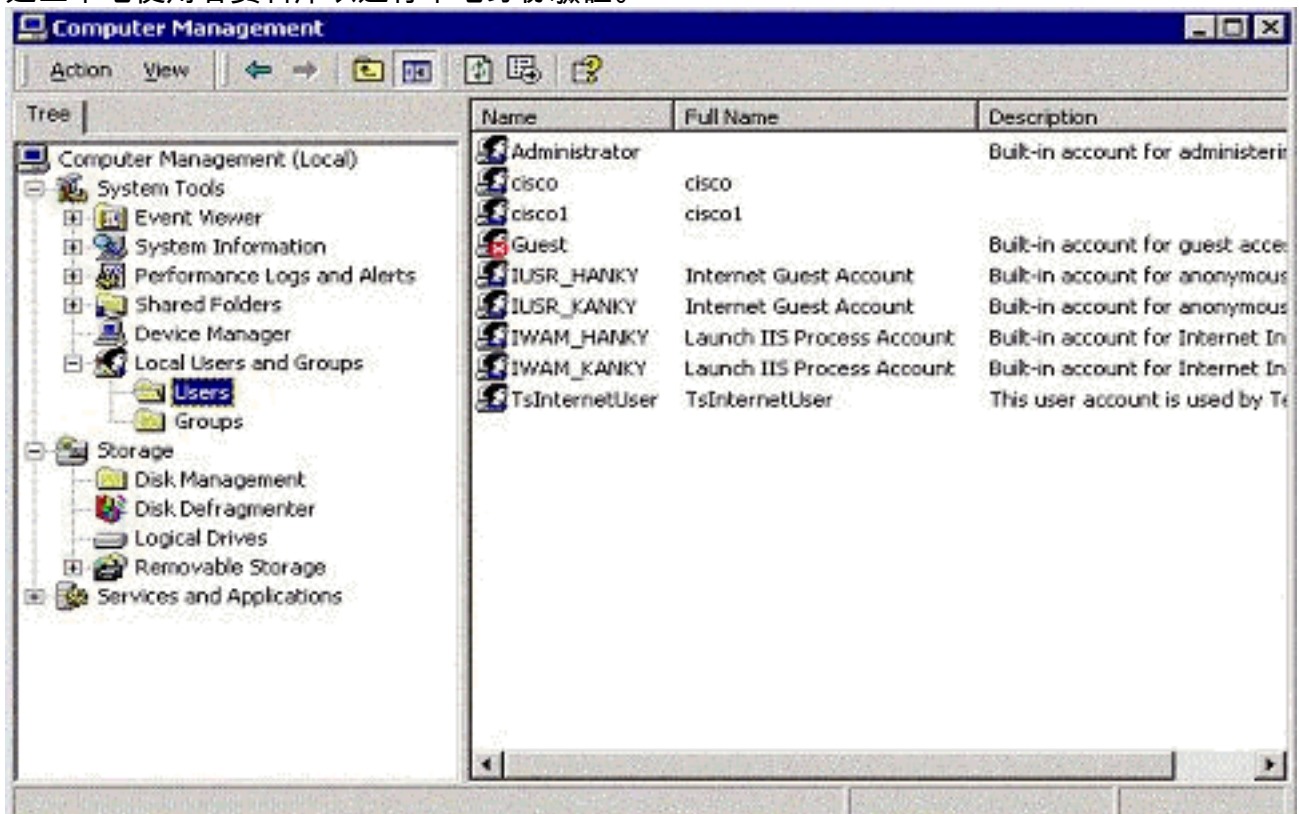 Computer Management
Action View
Tree
Computer Management (Local)
System Tools
Event Viewer
System Information
Performance Logs and Alerts
Shared Folders
Device Manager
Local Users and Groups
Users
Groups
Storage
Disk Management
Disk Defragmenter
Logical Drives
Removable Storage
Services and Applications
Name Full Name Description
Administrator Built-in account for administerin
cisco cisco
cisco1 cisco1
Guest Built-in account for guest acces
IUSR_HANKY Internet Guest Account Built-in account for anonymous
IUSR_KANKY Internet Guest Account Built-in account for anonymous
IWAM_HANKY Launch IIS Process Account Built-in account for Internet In
IWAM_KANKY Launch IIS Process Account Built-in account for Internet In
TsInternetUser TsInternetUser This user account is used by Te